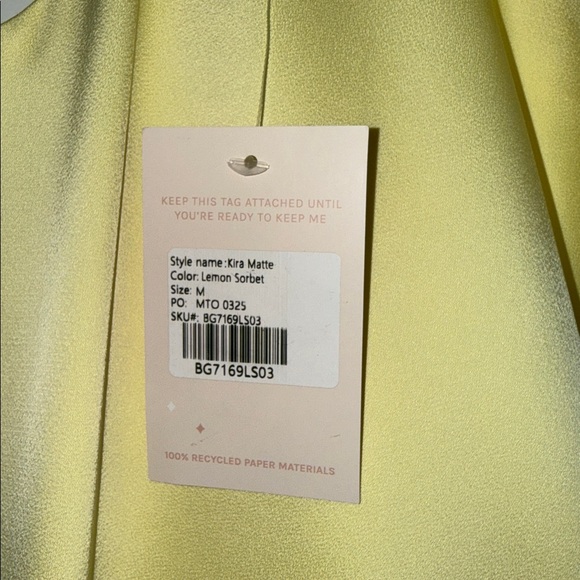 KEEP THIS TAG ATTACHED UNTIL
YOU'RE READY TO KEEP ME
Style name:Kira Matte
Color: Lemon Sorbet
Size: M
PO: MTO 0325
SKU#: BG7169LS03
BG7169LS03
100% RECYCLED PAPER MATERIALS